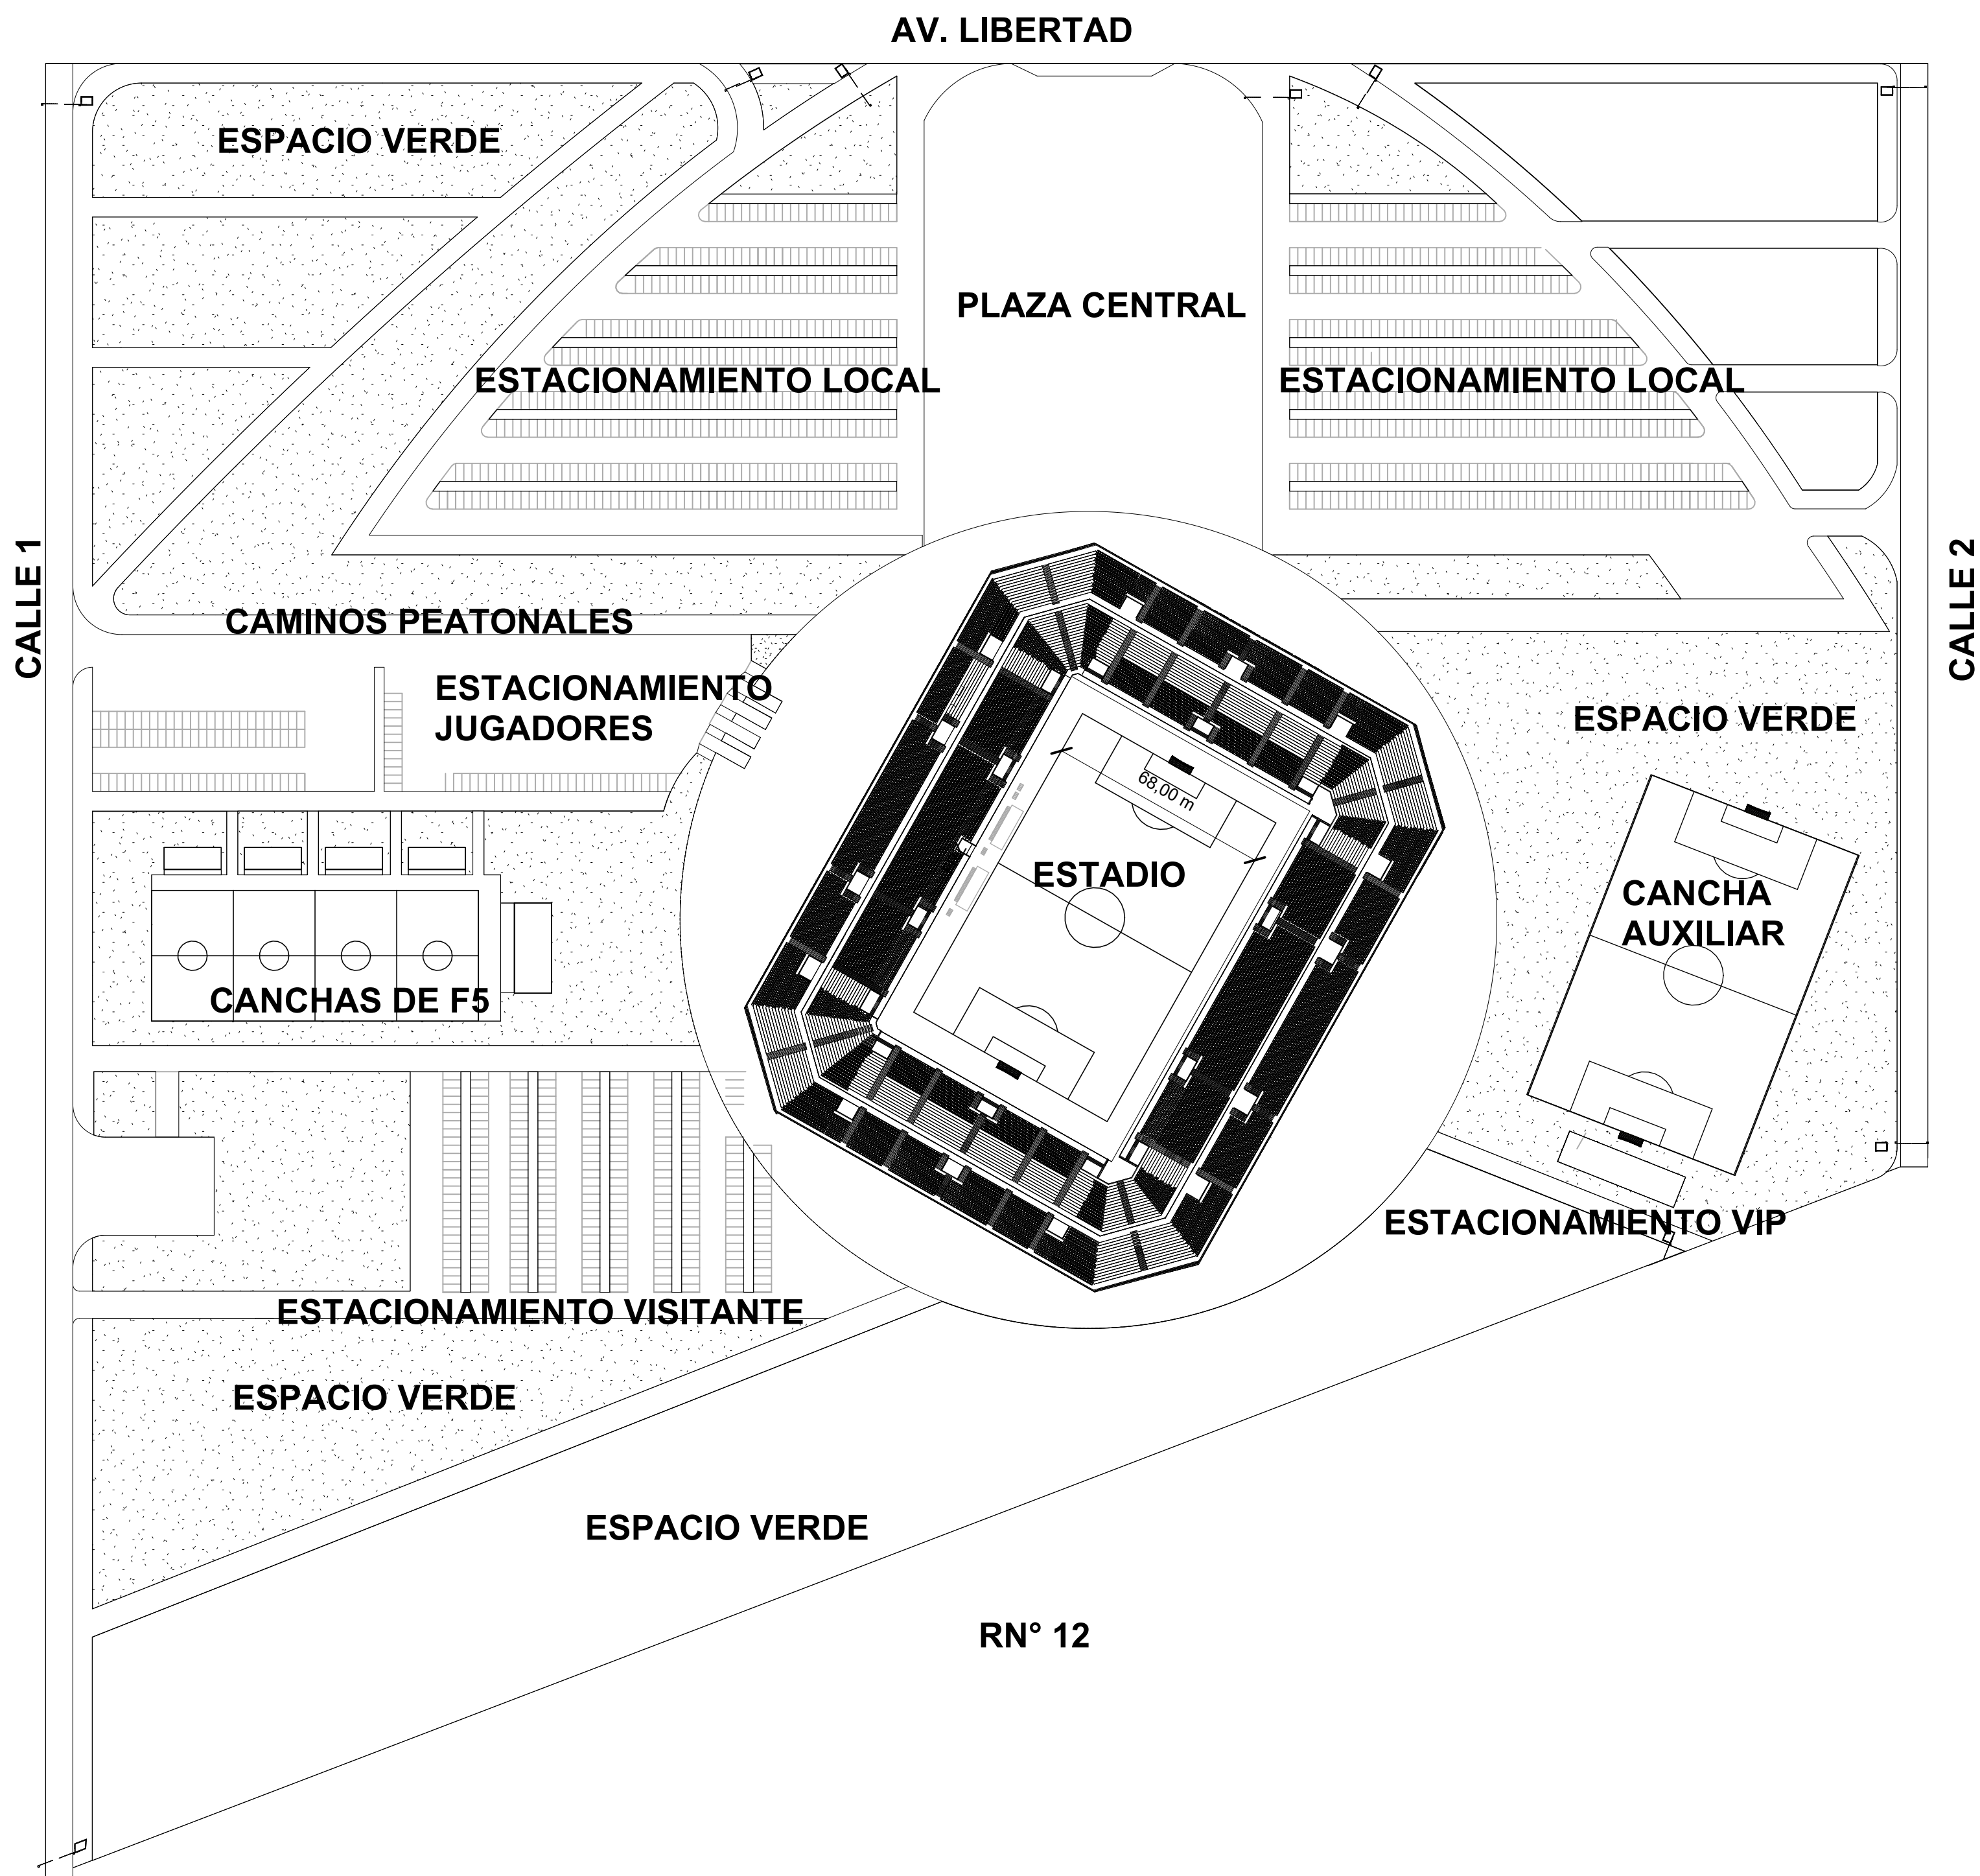 AV. LIBERTAD
ESPACIO VERDE
PLAZA CENTRAL
ESTACIONAMIENTO LOCAL
ESTACIONAMIENTO LOCAL
CALLE 1
CALLE 2
CAMINOS PEATONALES
ESTACIONAMIENTO
JUGADORES
ESPACIO VERDE
68,00 m
ESTADIO
CANCHA
AUXILIAR
CANCHAS DE F5
ESTACIONAMIENTO VIP
ESTACIONAMIENTO VISITANTE
ESPACIO VERDE
ESPACIO VERDE
RN° 12